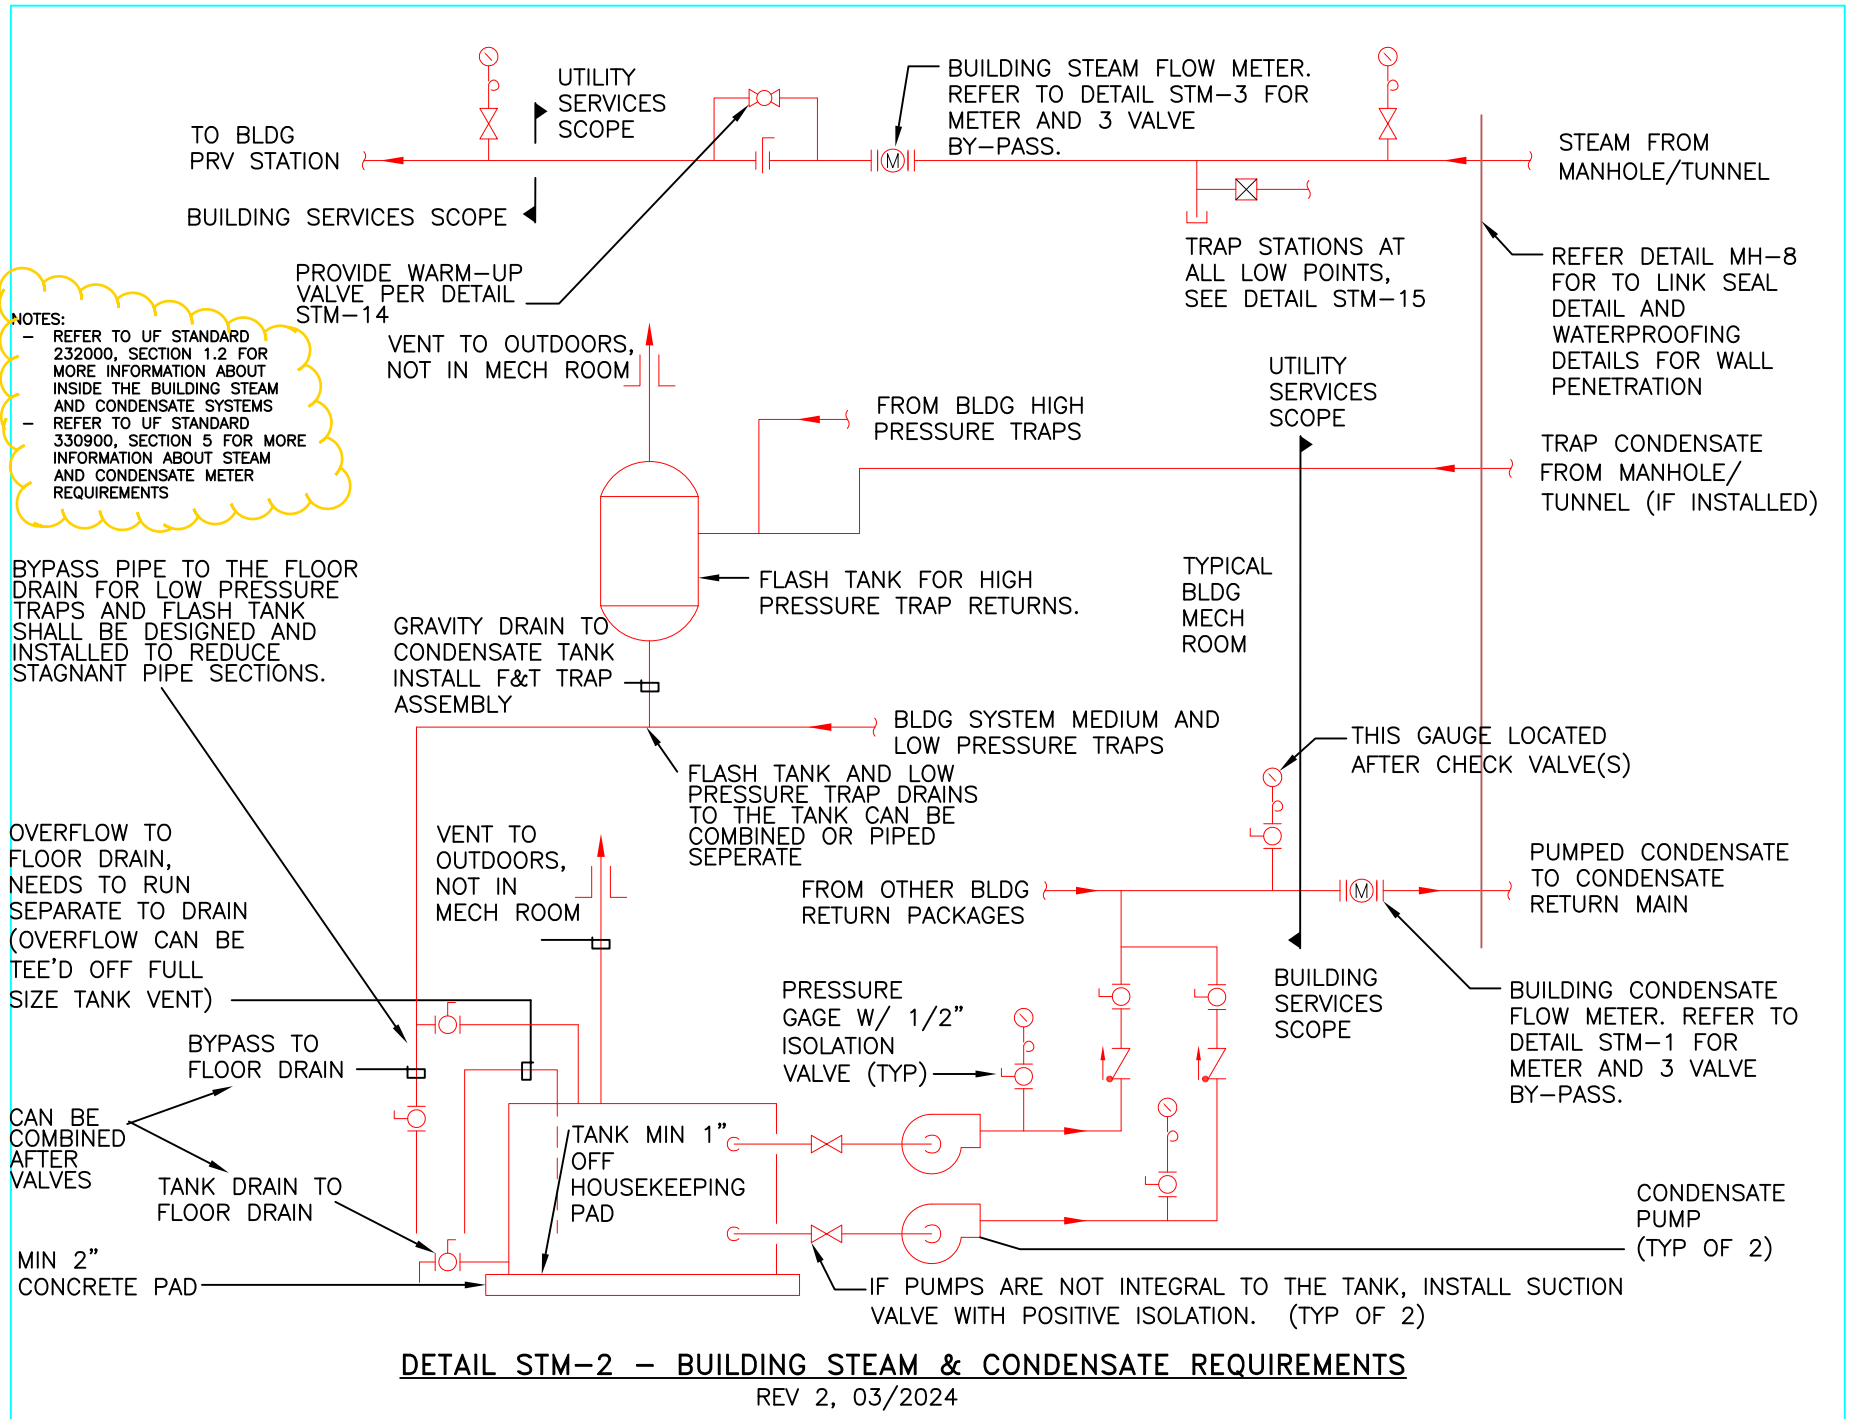 UTILITY
SERVICES
SCOPE
BUILDING STEAM FLOW METER.
REFER TO DETAIL STM-3 FOR
METER AND 3 VALVE
BY-PASS.
TO BLDG
PRV STATION
M
STEAM FROM
MANHOLE/TUNNEL
BUILDING SERVICES SCOPE
PROVIDE WARM-UP
VALVE PER DETAIL
STM-14
TRAP STATIONS AT
ALL LOW POINTS,
SEE DETAIL STM-15
REFER DETAIL MH-8
FOR TO LINK SEAL
DETAIL AND
WATERPROOFING
DETAILS FOR WALL
PENETRATION
NOTES:
- REFER TO UF STANDARD
232000, SECTION 1.2 FOR
MORE INFORMATION ABOUT
INSIDE THE BUILDING STEAM
AND CONDENSATE SYSTEMS
- REFER TO UF STANDARD
330900, SECTION 5 FOR MORE
INFORMATION ABOUT STEAM
AND CONDENSATE METER
REQUIREMENTS
VENT TO OUTDOORS,
NOT IN MECH ROOM
UTILITY
SERVICES
SCOPE
FROM BLDG HIGH
PRESSURE TRAPS
TRAP CONDENSATE
FROM MANHOLE/
TUNNEL (IF INSTALLED)
BYPASS PIPE TO THE FLOOR
DRAIN FOR LOW PRESSURE
TRAPS AND FLASH TANK
SHALL BE DESIGNED AND
INSTALLED TO REDUCE
STAGNANT PIPE SECTIONS.
FLASH TANK FOR HIGH
PRESSURE TRAP RETURNS.
TYPICAL
BLDG
MECH
ROOM
GRAVITY DRAIN TO
CONDENSATE TANK
INSTALL F&T TRAP
ASSEMBLY
BLDG SYSTEM MEDIUM AND
LOW PRESSURE TRAPS
THIS GAUGE LOCATED
AFTER CHECK VALVE(S)
FLASH TANK AND LOW
PRESSURE TRAP DRAINS
TO THE TANK CAN BE
COMBINED OR PIPED
SEPERATE
OVERFLOW TO
FLOOR DRAIN,
NEEDS TO RUN
SEPARATE TO DRAIN
(OVERFLOW CAN BE
TEE'D OFF FULL
SIZE TANK VENT)
VENT TO
OUTDOORS,
NOT IN
MECH ROOM
FROM OTHER BLDG
RETURN PACKAGES
M
PUMPED CONDENSATE
TO CONDENSATE
RETURN MAIN
BUILDING
SERVICES
SCOPE
PRESSURE
GAGE W/ 1/2"
ISOLATION
VALVE (TYP)
BUILDING CONDENSATE
FLOW METER. REFER TO
DETAIL STM-1 FOR
METER AND 3 VALVE
BY-PASS.
BYPASS TO
FLOOR DRAIN
CAN BE
COMBINED
AFTER
VALVES
TANK MIN 1"
OFF
HOUSEKEEPING
PAD
TANK DRAIN TO
FLOOR DRAIN
CONDENSATE
PUMP
(TYP OF 2)
MIN 2"
CONCRETE PAD
IF PUMPS ARE NOT INTEGRAL TO THE TANK, INSTALL SUCTION
VALVE WITH POSITIVE ISOLATION. (TYP OF 2)
DETAIL STM-2 - BUILDING STEAM & CONDENSATE REQUIREMENTS
REV 2, 03/2024